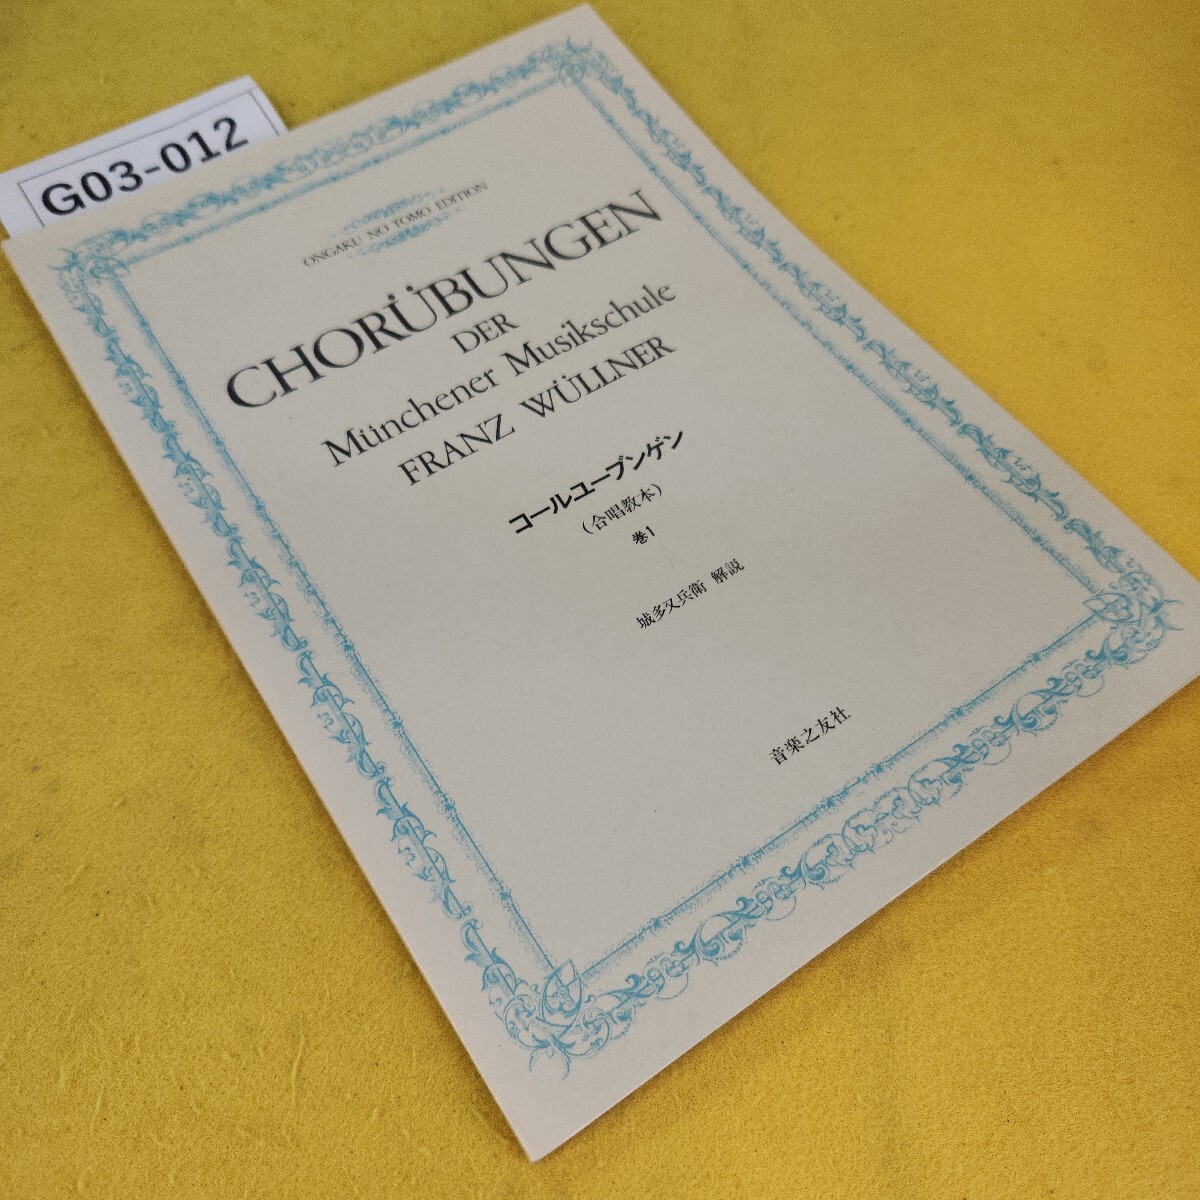 G03-012
ONGAKU NO TOMO EDITION
CHORÜBUNGEN
DER
Münchener Musikschule
FRANZ WÜLLNER
コールユーブンゲン
(合唱教本)
巻1
城多又兵衛 解説
音楽之友社